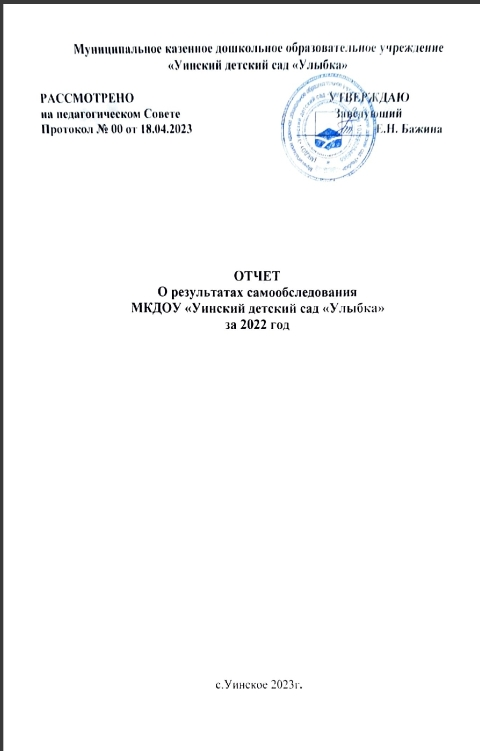 Муниципальное казенное дошкольное образовательное учреждение
«Уинский детский сад «Улыбка»
РАССМОТРЕНО УТВЕРЖДАЮ
на педагогическом Совете Заведующий
Протокол № 00 от 18.04.2023 Е.Н. Бажина
ОТЧЕТ
О результатах самообследования
МКДОУ «Уинский детский сад «Улыбка»
за 2022 год
с.Уинское 2023г.